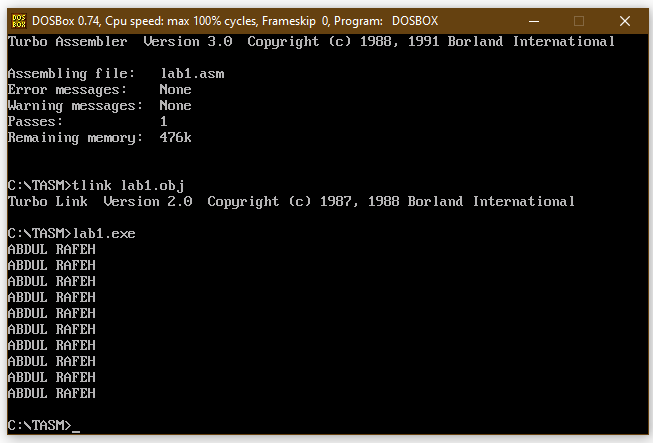 DOS
BOX
DOSBox 0.74, Cpu speed: max 100% cycles, Frameskip 0, Program: DOSBOX
Turbo Assembler  Version 3.0  Copyright (c) 1988, 1991 Borland International
Assembling file:   lab1.asm
Error messages:    None
Warning messages:  None
Passes:            1
Remaining memory:  476k
C:\TASM>tlink lab1.obj
Turbo Link  Version 2.0  Copyright (c) 1987, 1988 Borland International
C:\TASM>lab1.exe
ABDUL RAFEH
ABDUL RAFEH
ABDUL RAFEH
ABDUL RAFEH
ABDUL RAFEH
ABDUL RAFEH
ABDUL RAFEH
ABDUL RAFEH
ABDUL RAFEH
ABDUL RAFEH
C:\TASM>_